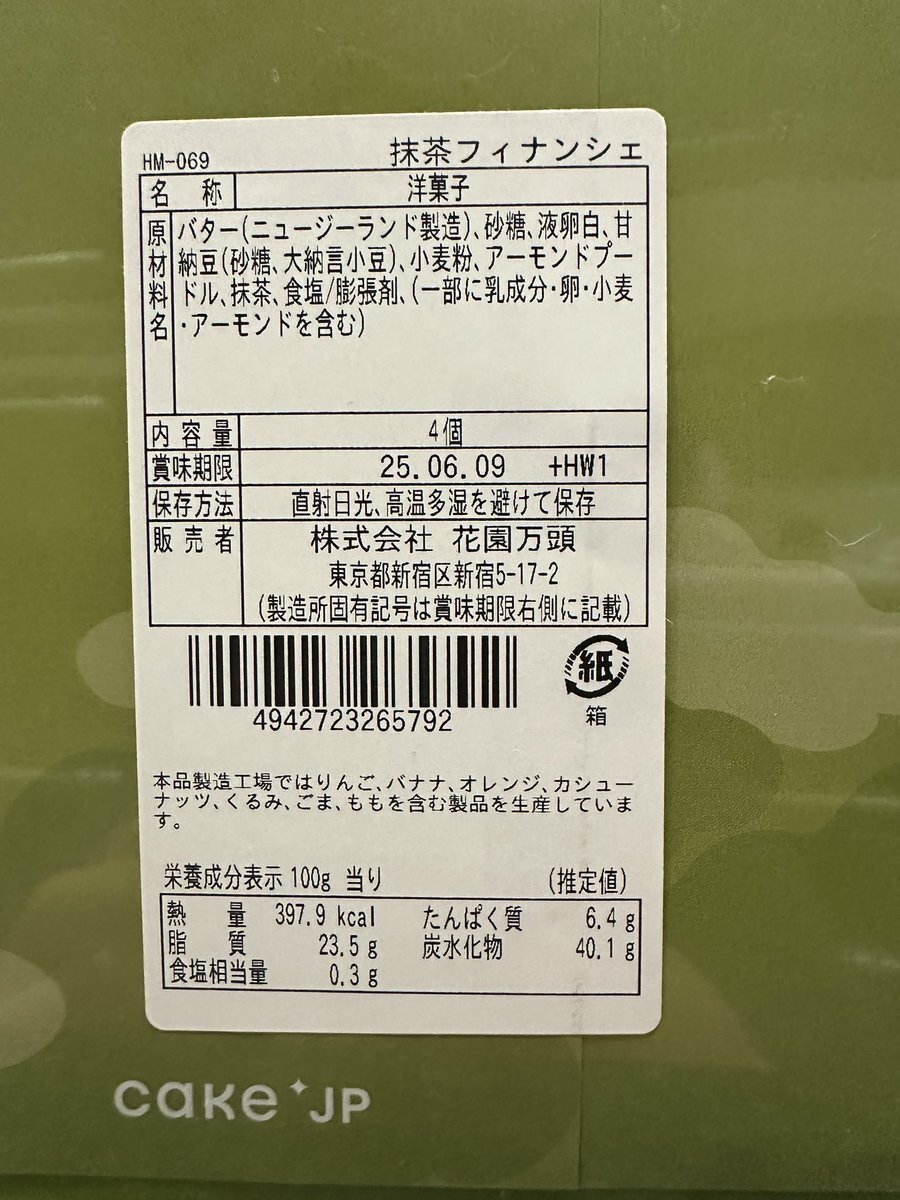 HM-069 抹茶フィナンシェ
名称 洋菓子
原材料名 バター(ニュージーランド製造)、砂糖、液卵白、甘
納豆(砂糖、大納言小豆)、小麦粉、アーモンドプー
ドル、抹茶、食塩/膨張剤、(一部に乳成分・卵・小麦
・アーモンドを含む)
内容量 4個
賞味期限 25.06.09 +HW1
保存方法 直射日光、高温多湿を避けて保存
販売者 株式会社 花園万頭
東京都新宿区新宿5-17-2
(製造所固有記号は賞味期限右側に記載)
4942723265792
紙
箱
本品製造工場ではりんご、バナナ、オレンジ、カシュー
ナッツ、くるみ、ごま、ももを含む製品を生産していま
す。
栄養成分表示 100g 当り (推定値)
熱量 397.9 kcal たんぱく質 6.4 g
脂質 23.5 g 炭水化物 40.1 g
食塩相当量 0.3 g
cake.JP